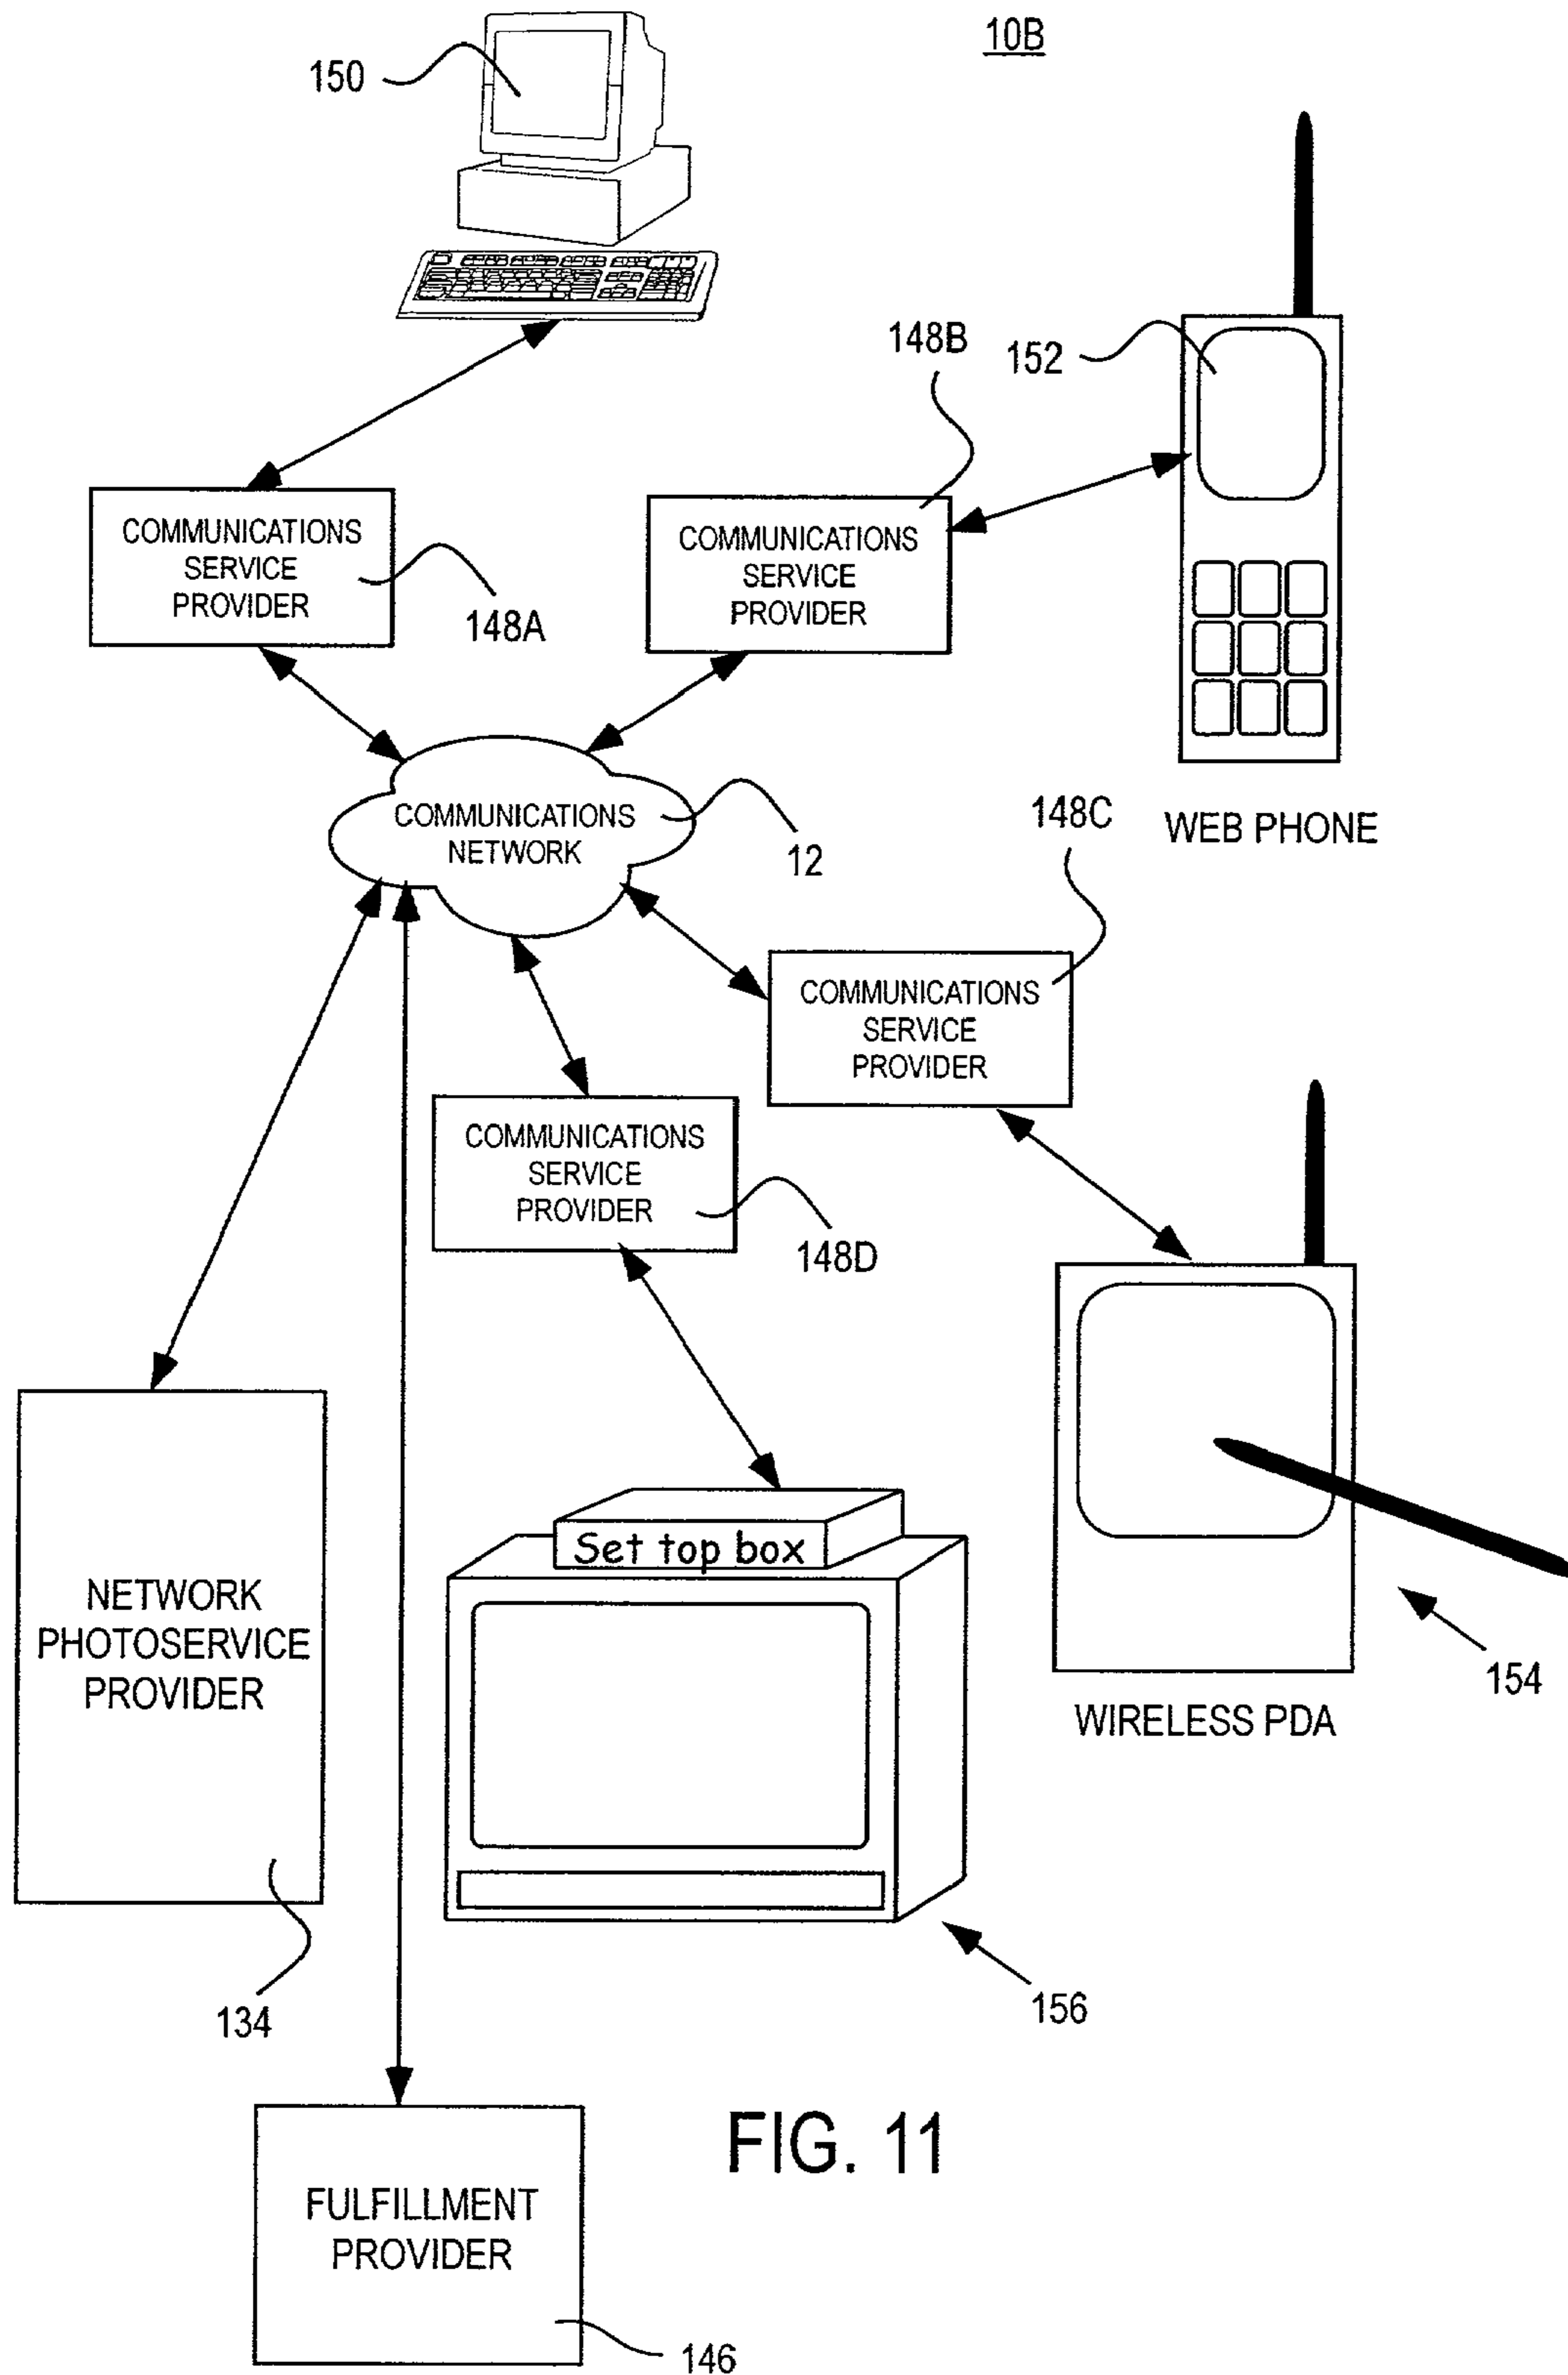 10B
150
148B
152
COMMUNICATIONS
SERVICE
PROVIDER
148A
COMMUNICATIONS
SERVICE
PROVIDER
COMMUNICATIONS
NETWORK
12
148C
WEB PHONE
COMMUNICATIONS
SERVICE
PROVIDER
COMMUNICATIONS
SERVICE
PROVIDER
148D
Set top box
NETWORK
PHOTOSERVICE
PROVIDER
154
WIRELESS PDA
134
156
FIG. 11
FULFILLMENT
PROVIDER
146